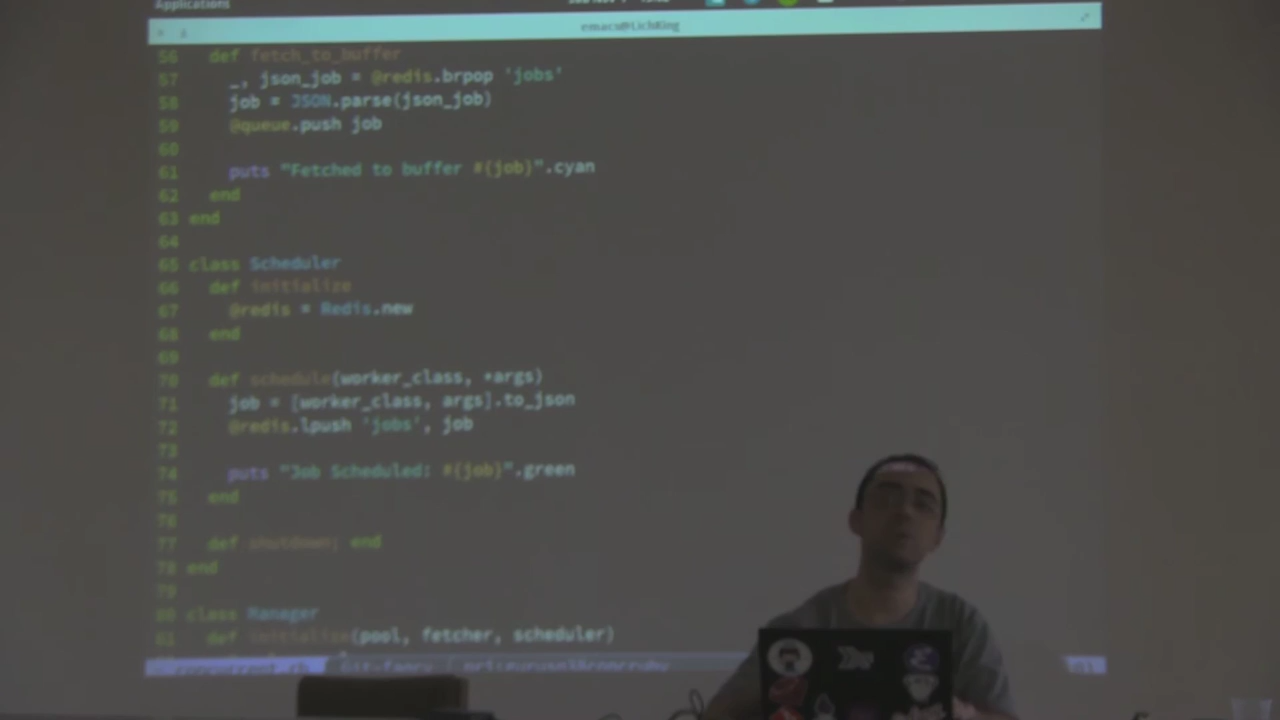 Applications
emacs@LichKing
56 def fetch_to_buffer
57 _, json_job = @redis.brpop 'jobs'
58 job = JSON.parse(json_job)
59 @queue.push job
60
61 puts "Fetched to buffer #{job}".cyan
62 end
63 end
64
65 class Scheduler
66 def initialize
67 @redis = Redis.new
68 end
69
70 def schedule(worker_class, *args)
71 job = [worker_class, args].to_json
72 @redis.lpush 'jobs', job
73
74 puts "Job Scheduled: #{job}".green
75 end
76
77 def shutdown; end
78 end
79
80 class Manager
81 def initialize(pool, fetcher, scheduler)